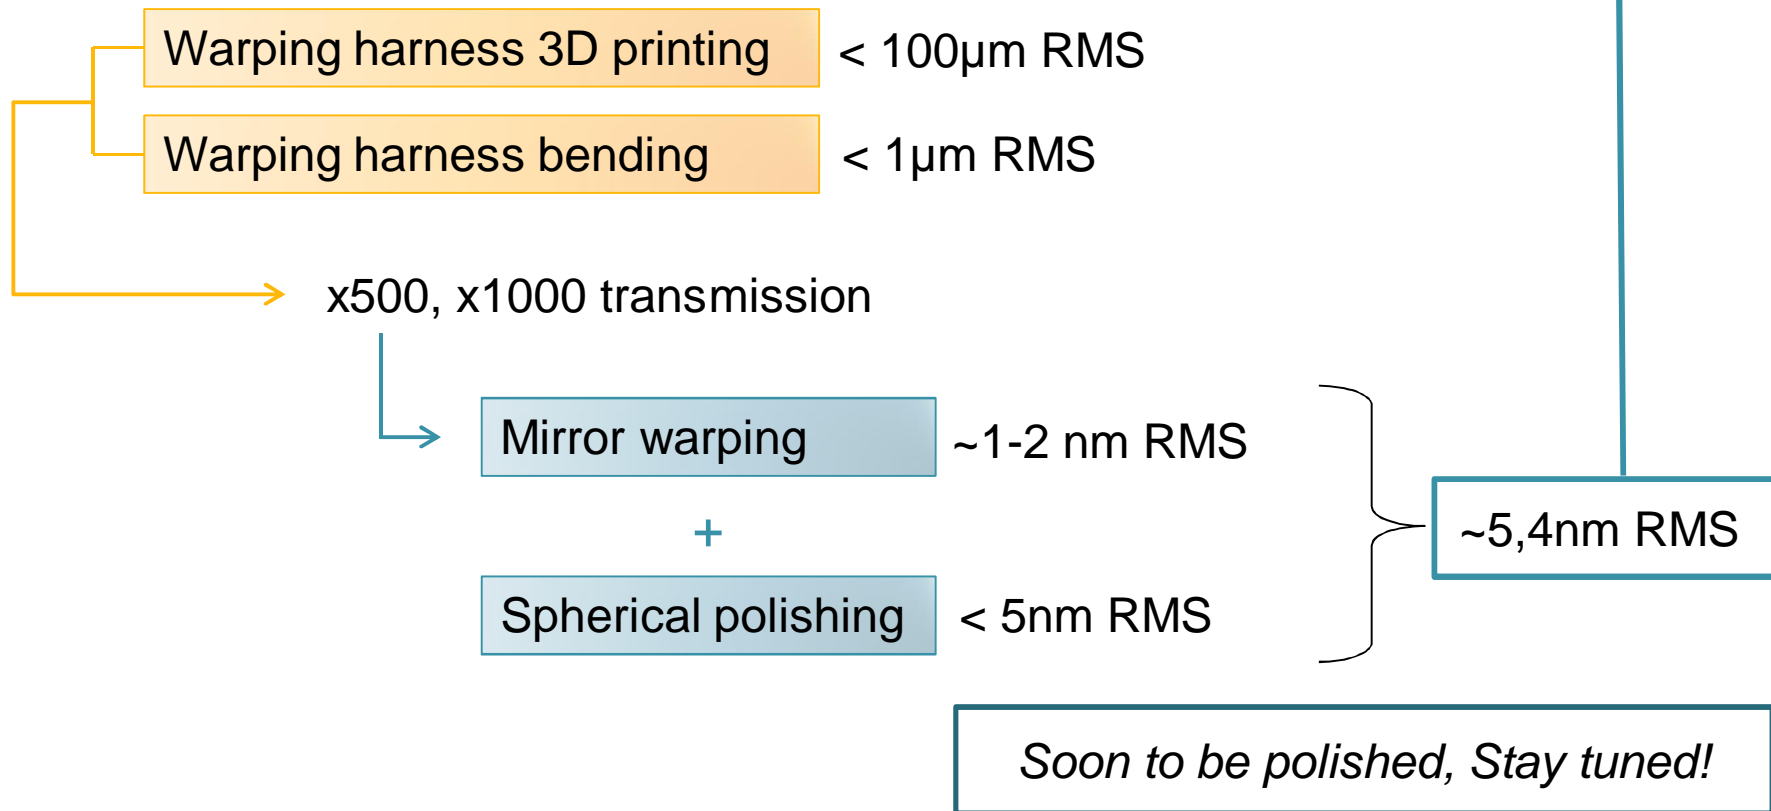 Warping harness 3D printing < 100µm RMS
Warping harness bending < 1µm RMS
x500, x1000 transmission
Mirror warping ~1-2 nm RMS
+
~5,4nm RMS
Spherical polishing < 5nm RMS
Soon to be polished, Stay tuned!